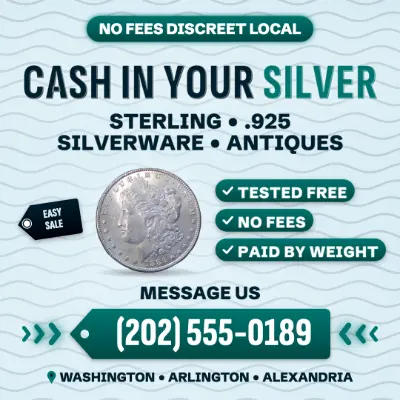 NO FEES DISCREET LOCAL
CASH IN YOUR SILVER
STERLING • .925
SILVERWARE • ANTIQUES
EASY
SALE
✓ TESTED FREE
✓ NO FEES
✓ PAID BY WEIGHT
MESSAGE US
(202) 555-0189
WASHINGTON • ARLINGTON • ALEXANDRIA